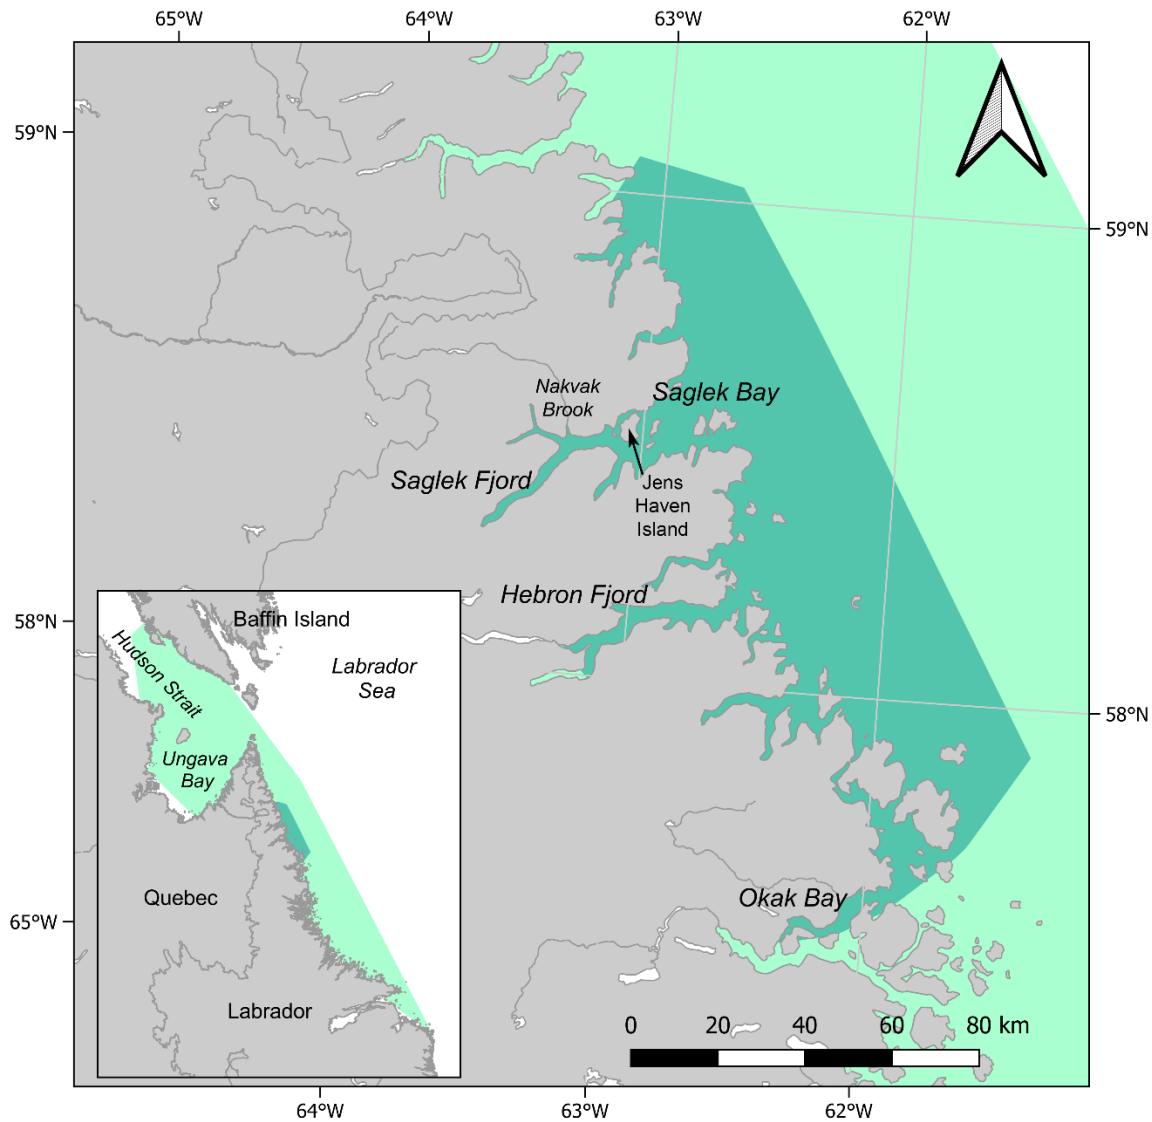 65°W
64°W
63°W
62°W
59°N
59°N
Nakvak
Brook
Saglek Bay
Saglek Fjord
Jens
Haven
Island
Hebron Fjord
58°N
58°N
Baffin Island
Labrador
Sea
Hudson Strait
Ungava
Bay
Quebec
Labrador
Okak Bay
65°W
0 20 40 60 80 km
64°W
63°W
62°W